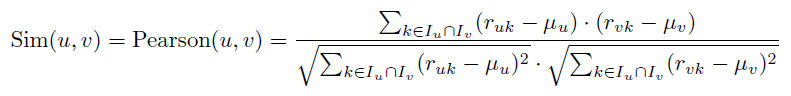 Sim(u, v) = Pearson(u, v) = \frac{\sum_{k \in I_u \cap I_v} (r_{uk} - \mu_u) \cdot (r_{vk} - \mu_v)}{\sqrt{\sum_{k \in I_u \cap I_v} (r_{uk} - \mu_u)^2} \cdot \sqrt{\sum_{k \in I_u \cap I_v} (r_{vk} - \mu_v)^2}}